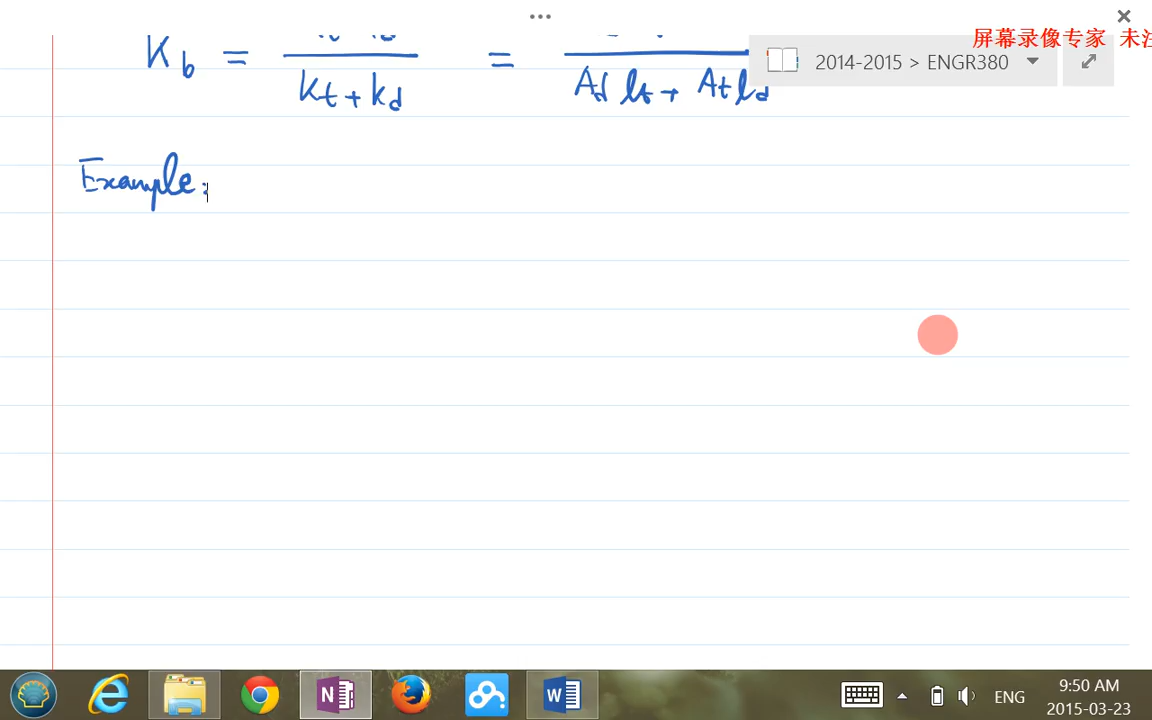 屏幕录像专家 未
2014-2015 > ENGR380
K_b = / K_t + k_d = / A_d l_t + A_t l_d
Example:
ENG
9:50 AM
2015-03-23